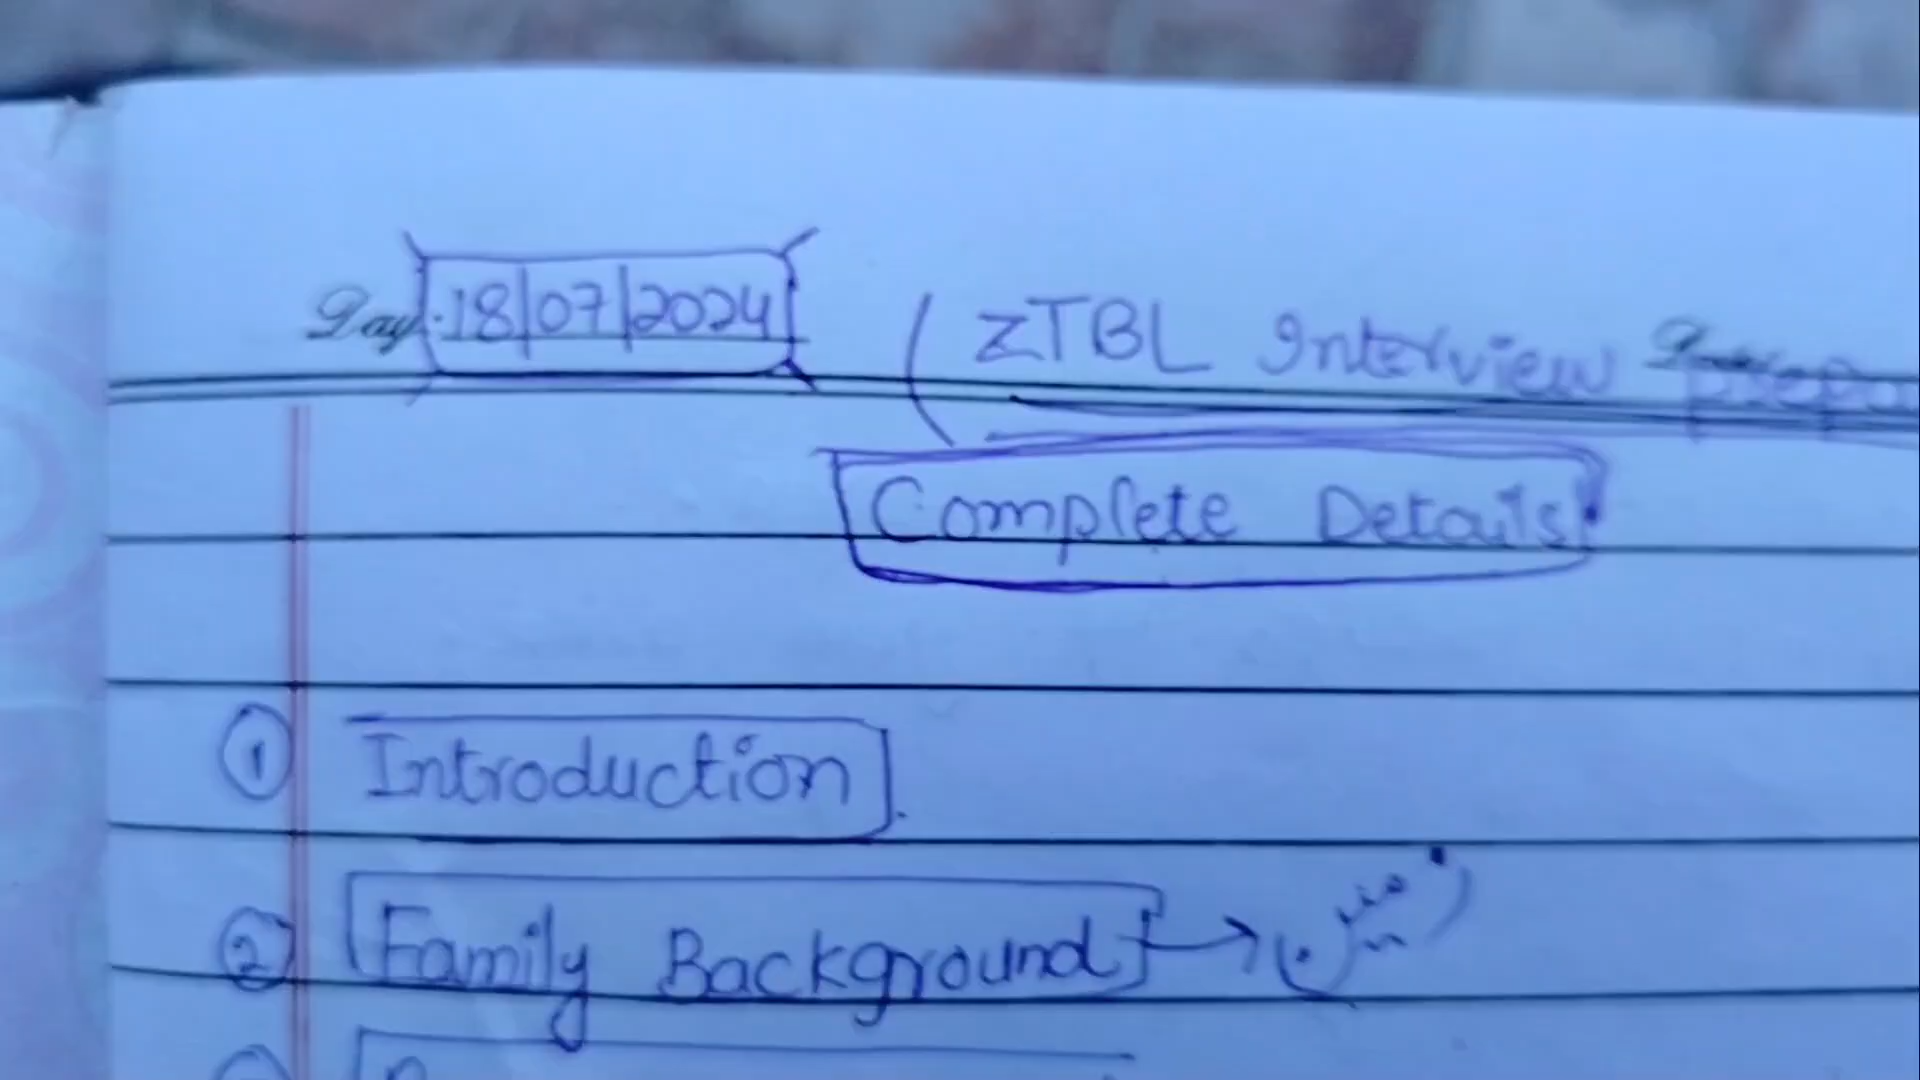 Day. 18/07/2024
ZTBL Interview
Complete Details
1 Introduction.
2 Family Background →